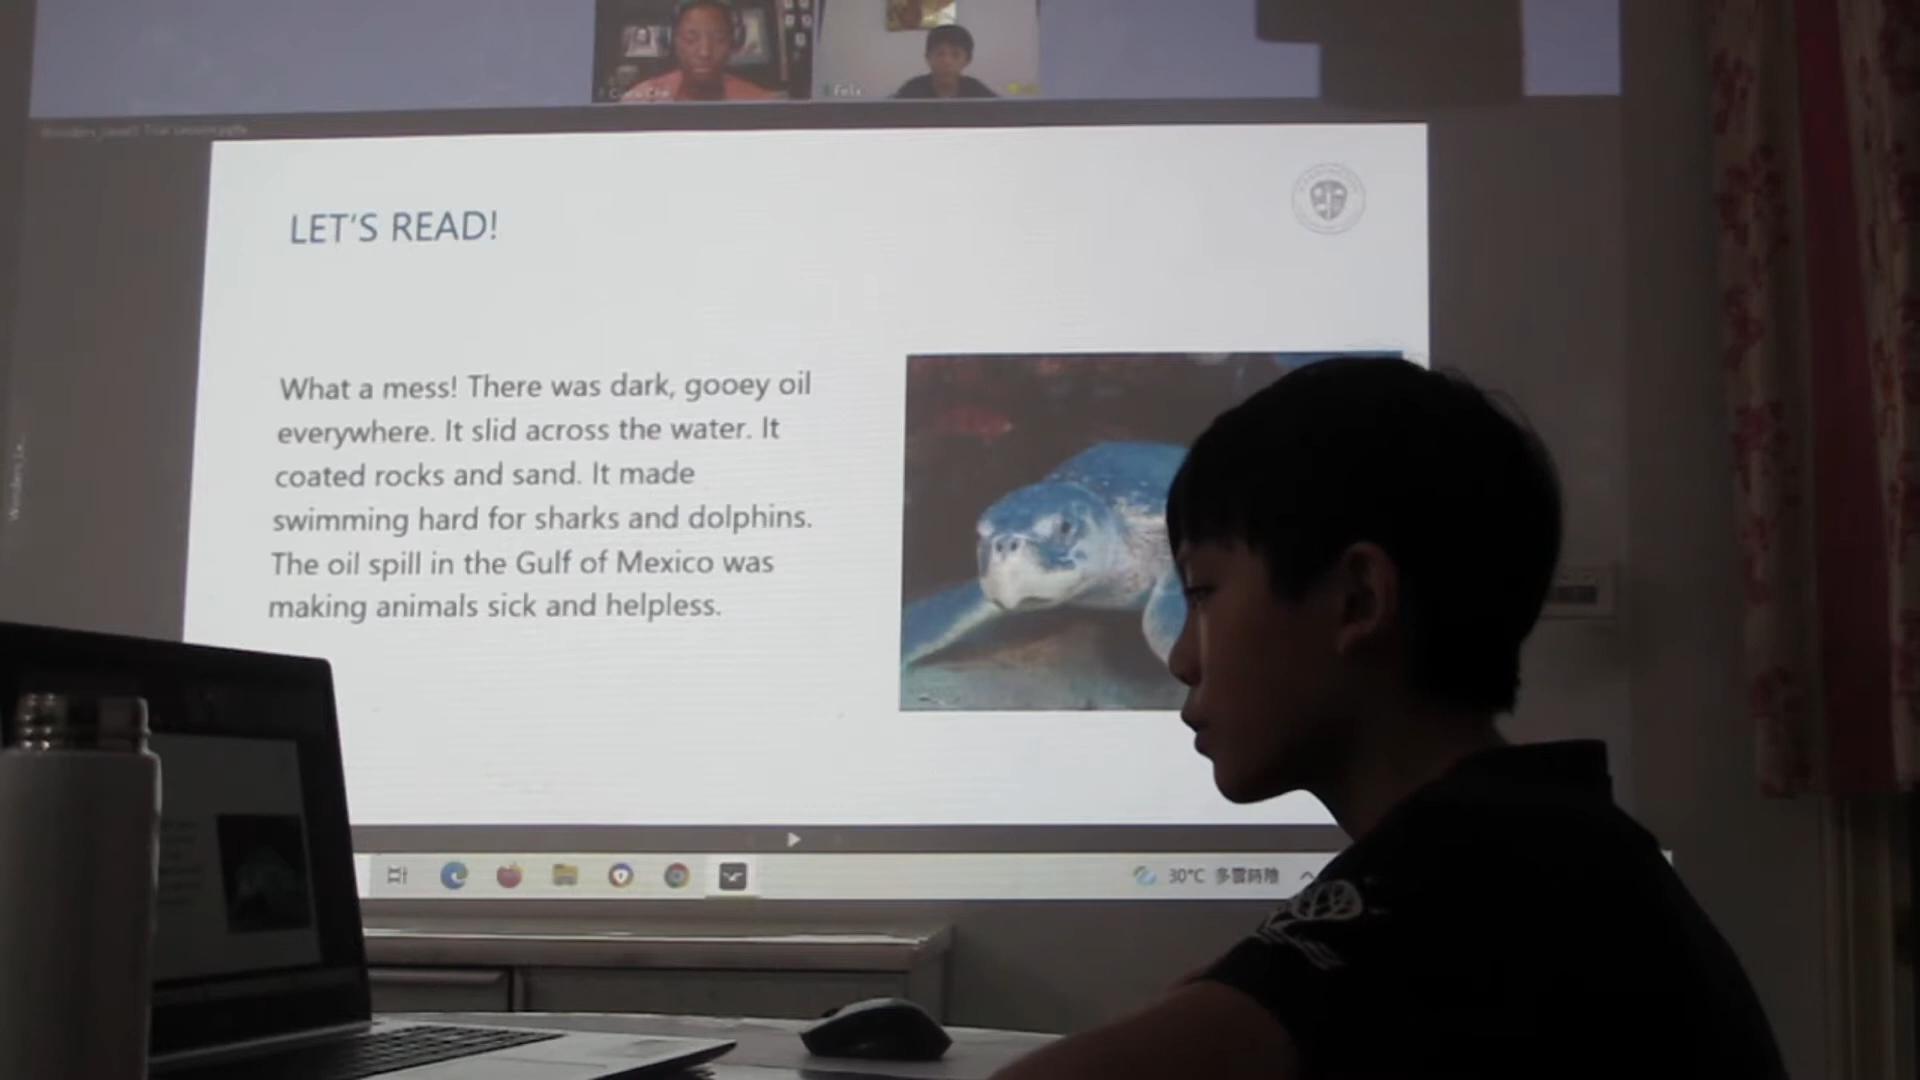 Felix
LET'S READ!
What a mess! There was dark, gooey oil
everywhere. It slid across the water. It
coated rocks and sand. It made
swimming hard for sharks and dolphins.
The oil spill in the Gulf of Mexico was
making animals sick and helpless.
30°C 多雲時陰